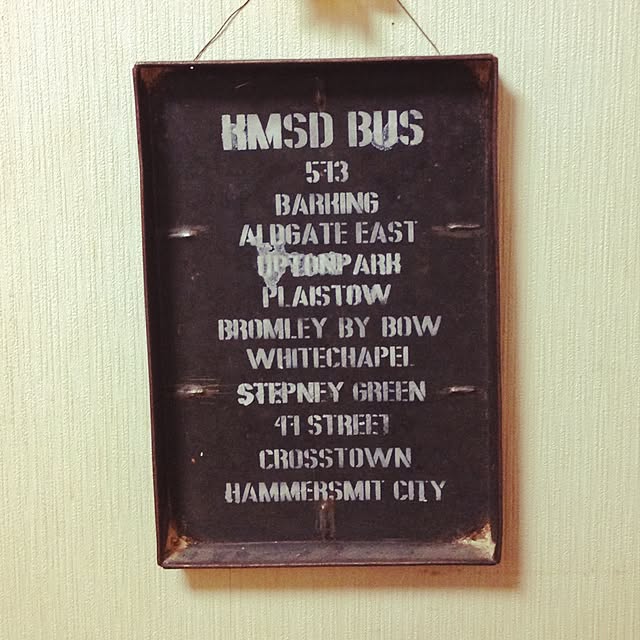 HMSD BUS
513
BARKING
ALDGATE EAST
UPTONPARK
PLAISTOW
BROMLEY BY BOW
WHITECHAPEL
STEPNEY GREEN
41 STREET
CROSSTOWN
HAMMERSMIT CITY